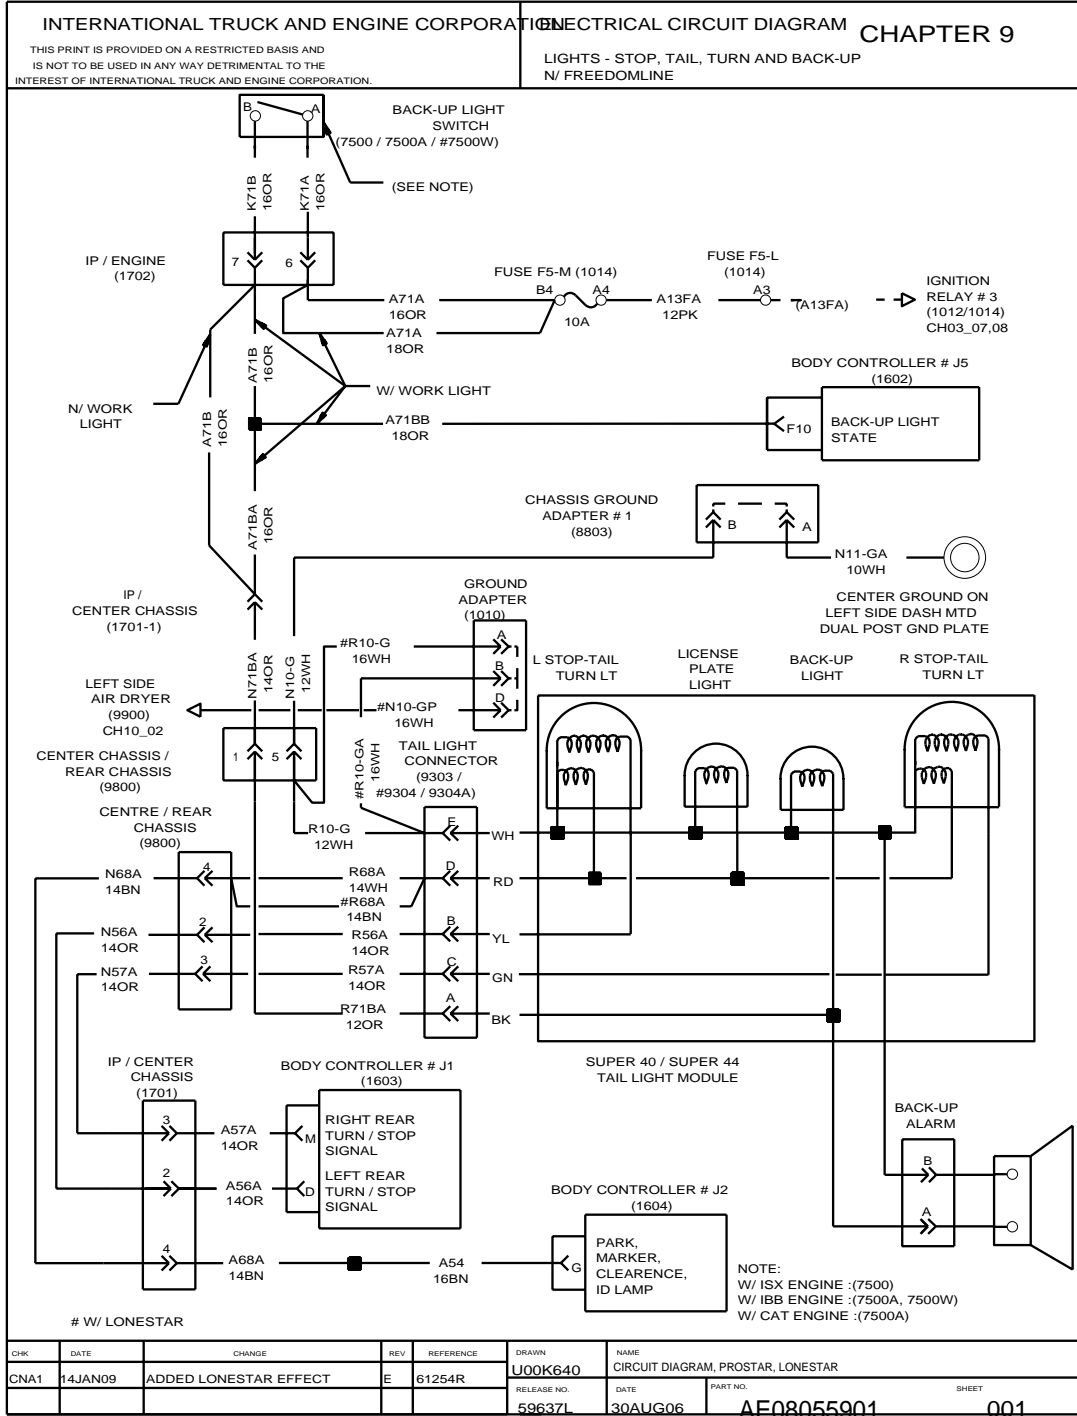 INTERNATIONAL TRUCK AND ENGINE CORPORATION
ELECTRICAL CIRCUIT DIAGRAM
CHAPTER 9
THIS PRINT IS PROVIDED ON A RESTRICTED BASIS AND
IS NOT TO BE USED IN ANY WAY DETRIMENTAL TO THE
INTEREST OF INTERNATIONAL TRUCK AND ENGINE CORPORATION.
LIGHTS - STOP, TAIL, TURN AND BACK-UP
N/ FREEDOMLINE
B
A
BACK-UP LIGHT
SWITCH
(7500 / 7500A / #7500W)
(SEE NOTE)
K71B
16OR
K71A
16OR
IP / ENGINE
(1702)
7
6
A71A
16OR
A71A
18OR
FUSE F5-M (1014)
B4
A4
10A
A13FA
12PK
FUSE F5-L
(1014)
A3
(A13FA)
IGNITION
RELAY # 3
(1012/1014)
CH03_07,08
A71B
16OR
N/ WORK
LIGHT
A71B
16OR
W/ WORK LIGHT
A71BB
18OR
BODY CONTROLLER # J5
(1602)
F10
BACK-UP LIGHT
STATE
A71BA
16OR
CHASSIS GROUND
ADAPTER # 1
(8803)
B
A
N11-GA
10WH
CENTER GROUND ON
LEFT SIDE DASH MTD
DUAL POST GND PLATE
IP /
CENTER CHASSIS
(1701-1)
N71BA
14OR
N10-G
12WH
GROUND
ADAPTER
(1010)
A
B
D
#R10-G
16WH
#N10-GP
16WH
LEFT SIDE
AIR DRYER
(9900)
CH10_02
CENTER CHASSIS /
REAR CHASSIS
(9800)
1
5
#R10-GA
16WH
TAIL LIGHT
CONNECTOR
(9303 /
#9304 / 9304A)
L STOP-TAIL
TURN LT
LICENSE
PLATE
LIGHT
BACK-UP
LIGHT
R STOP-TAIL
TURN LT
CENTRE / REAR
CHASSIS
(9800)
R10-G
12WH
E
WH
N68A
14BN
4
R68A
14WH
#R68A
14BN
D
RD
N56A
14OR
2
R56A
14OR
B
YL
N57A
14OR
3
R57A
14OR
C
GN
R71BA
12OR
A
BK
SUPER 40 / SUPER 44
TAIL LIGHT MODULE
IP / CENTER
CHASSIS
(1701)
BODY CONTROLLER # J1
(1603)
3
A57A
14OR
M
RIGHT REAR
TURN / STOP
SIGNAL
2
A56A
14OR
D
LEFT REAR
TURN / STOP
SIGNAL
4
A68A
14BN
A54
16BN
BODY CONTROLLER # J2
(1604)
G
PARK,
MARKER,
CLEARENCE,
ID LAMP
BACK-UP
ALARM
B
A
NOTE:
W/ ISX ENGINE :(7500)
W/ IBB ENGINE :(7500A, 7500W)
W/ CAT ENGINE :(7500A)
# W/ LONESTAR
CHK
DATE
CHANGE
REV
REFERENCE
CNA1
14JAN09
ADDED LONESTAR EFFECT
E
61254R
DRAWN
U00K640
NAME
CIRCUIT DIAGRAM, PROSTAR, LONESTAR
RELEASE NO.
59637L
DATE
30AUG06
PART NO.
AE08055901
SHEET
001